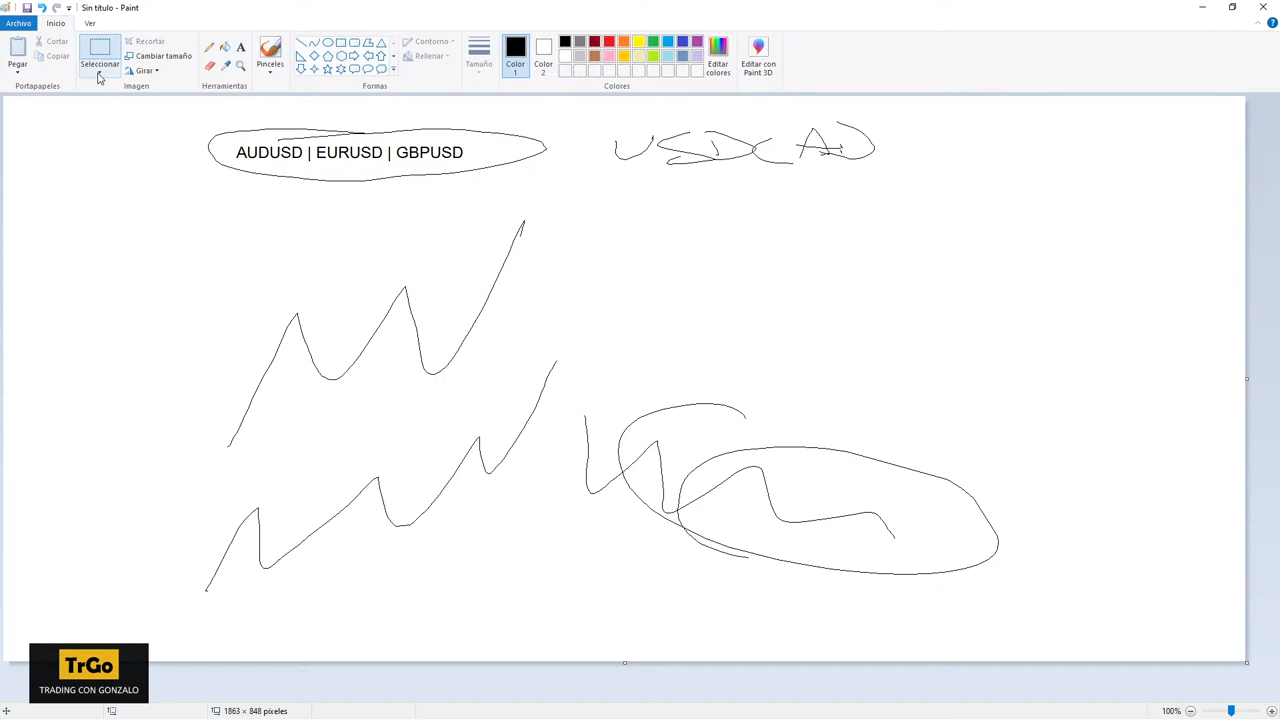 Sin título - Paint
Archivo Inicio Ver
Pegar
Cortar
Copiar
Portapapeles
Seleccionar
Recortar
Cambiar tamaño
Girar
Imagen
A
Herramientas
Pinceles
Contorno
Rellenar
Formas
Tamaño
Color 1
Color 2
Editar colores
Colores
Editar con Paint 3D
AUDUSD | EURUSD | GBPUSD USDCAD
TrGo
TRADING CON GONZALO
1863 × 848 píxeles 100%